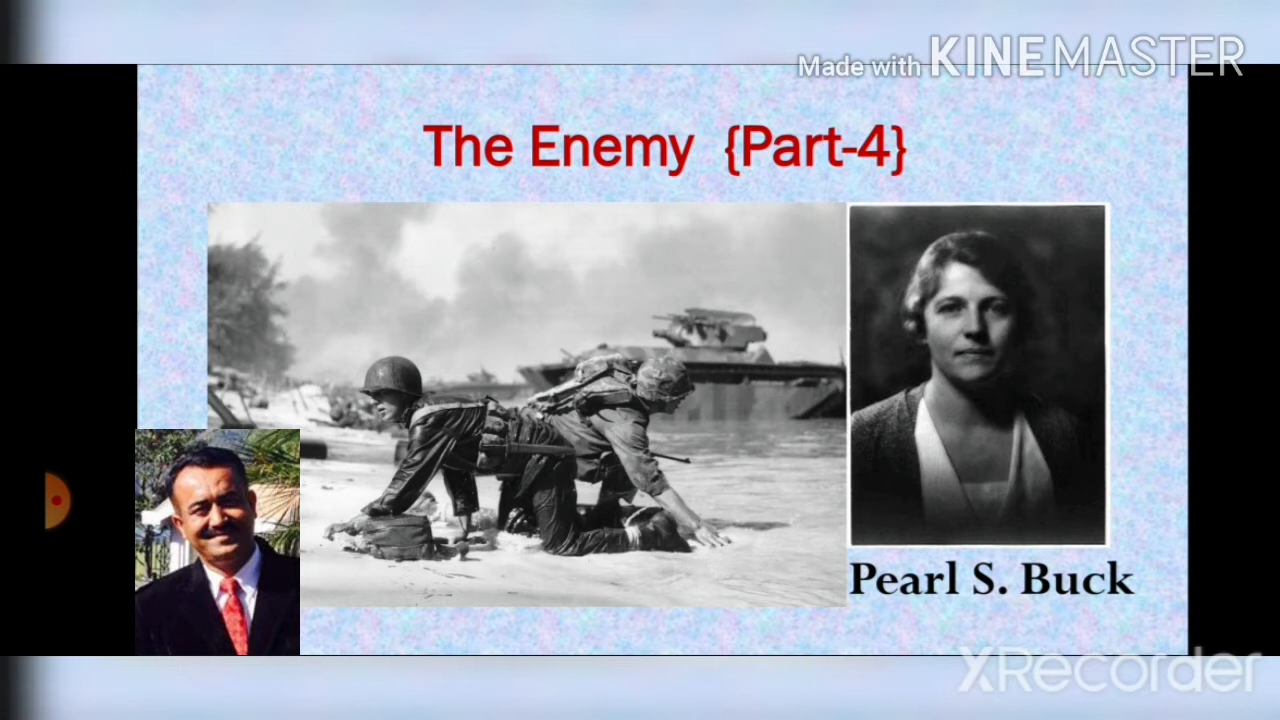 Made with KINEMASTER
The Enemy {Part-4}
Pearl S. Buck
XRecorder